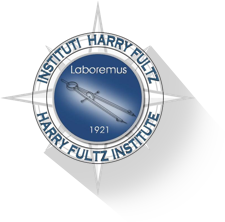 INSTITUTI HARRY FULTZ
Laboremus
1921
HARRY FULTZ INSTITUTE